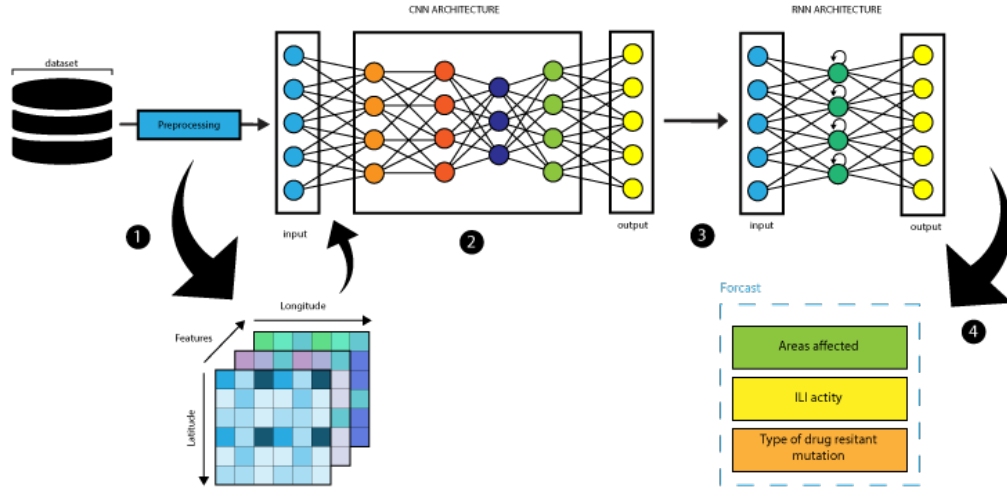 CNN ARCHITECTURE
RNN ARCHITECTURE
dataset
Preprocessing
input
output
input
output
1
2
3
4
Longitude
Features
Latitude
Forcast
Areas affected
ILI actity
Type of drug resitant
mutation